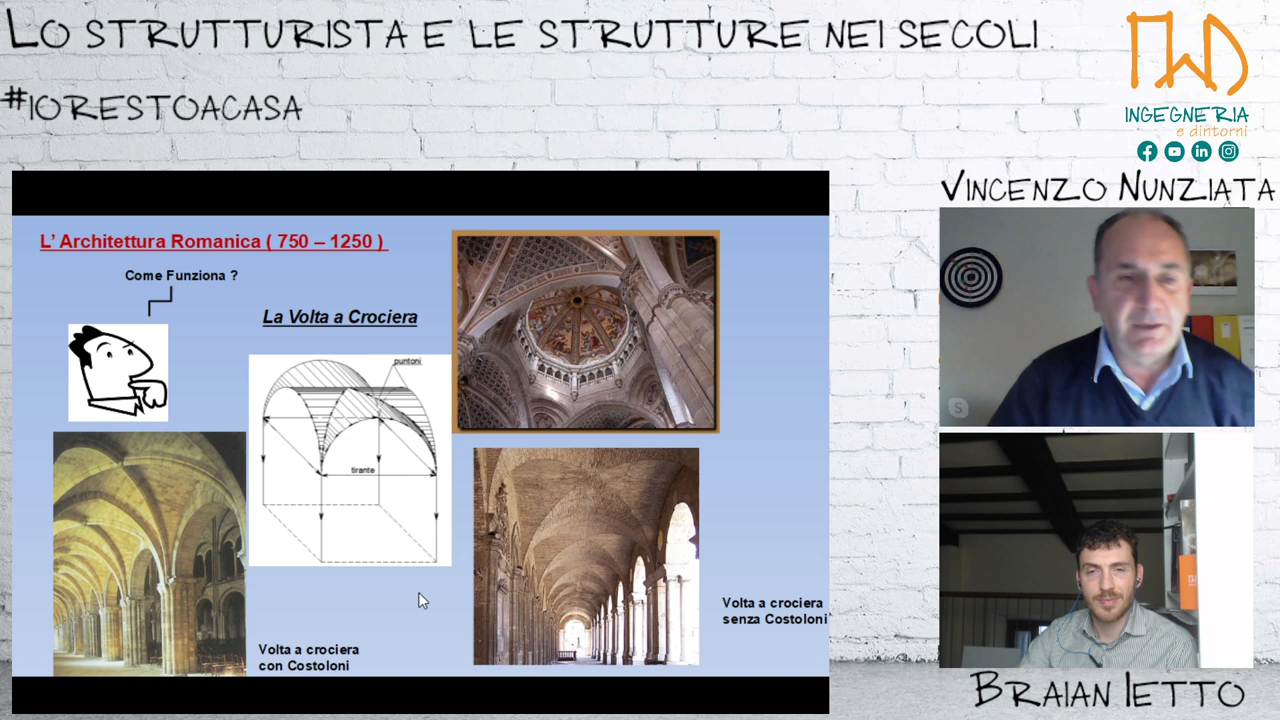 LO STRUTTURISTA E LE STRUTTURE NEI SECOLI
#IORESTOACASA
INGEGNERIA
e dintorni
VINCENZO NUNZIATA
L' Architettura Romanica ( 750 – 1250 )
Come Funziona ?
La Volta a Crociera
puntoni
tirante
Volta a crociera
senza Costoloni
Volta a crociera
con Costoloni
S
BRAIAN IETTO